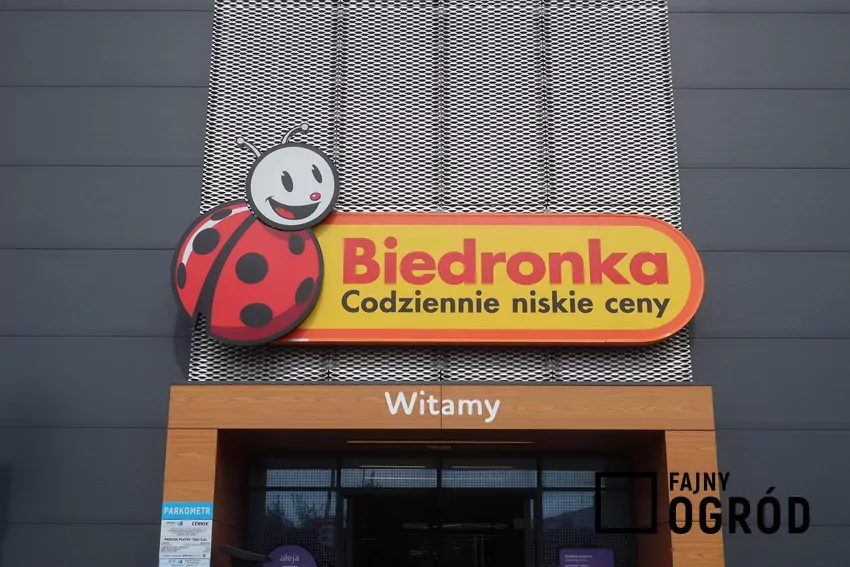 Biedronka
Codziennie niskie ceny
Witamy
PARKOMETR
CENNIK
aleja
FAJNY
OGRÓD